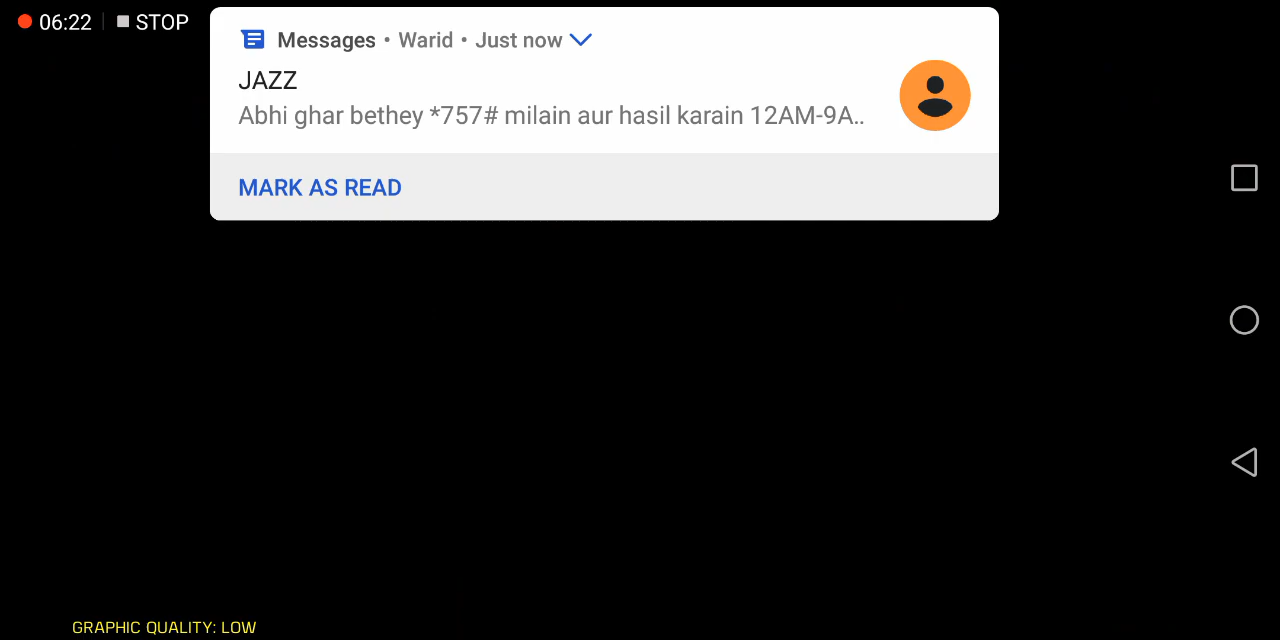 06:22 STOP
Messages • Warid • Just now
JAZZ
Abhi ghar bethey *757# milain aur hasil karain 12AM-9A..
MARK AS READ
GRAPHIC QUALITY: LOW